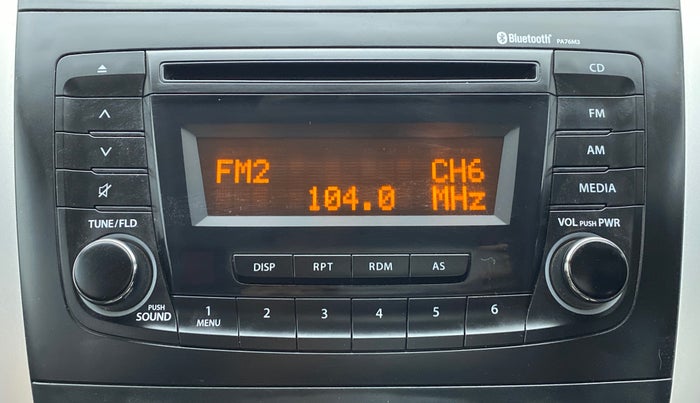 Bluetooth PA76M3
CD
FM
AM
MEDIA
FM2 CH6
104.0 MHz
TUNE/FLD
VOL PUSH PWR
DISP RPT RDM AS
PUSH SOUND
1 MENU 2 3 4 5 6